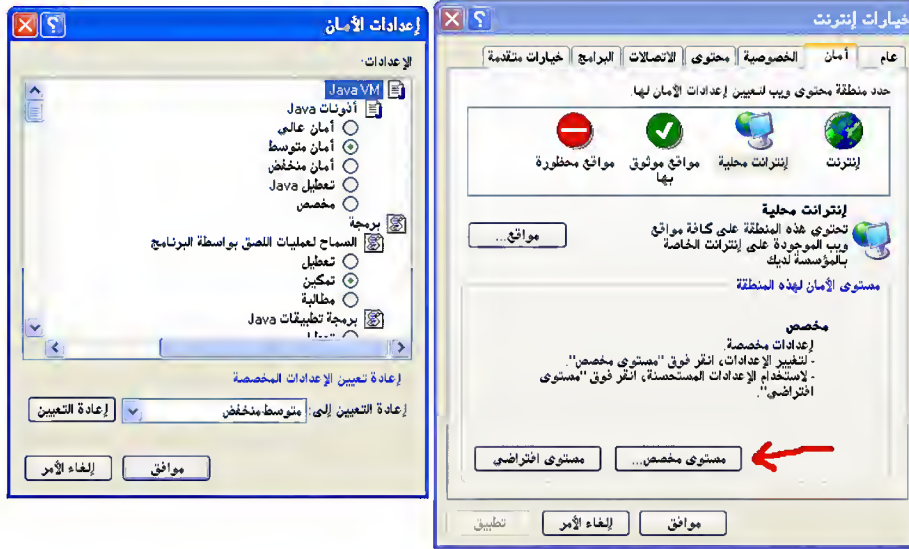 خيارات إنترنت
عام
أمان
الخصوصية
محتوى
الاتصالات
البرامج
خيارات متقدمة
حدد منطقة محتوى ويب لتعيين إعدادات الأمان لها.
إنترنت
إنترانت محلية
مواقع موثوق
بها
مواقع محظورة
إنترانت محلية
تحتوي هذه المنطقة على كافة مواقع
ويب الموجودة على إنترانت الخاصة
بالمؤسسة لديك
مواقع...
مستوى الأمان لهذه المنطقة
مخصص
إعدادات مخصصة.
- لتغيير الإعدادات، انقر فوق "مستوى مخصص".
- لاستخدام الإعدادات المستحسنة، انقر فوق "مستوى
افتراضي".
مستوى مخصص...
مستوى افتراضي
موافق
إلغاء الأمر
تطبيق
إعدادات الأمان
الإعدادات:
Java VM
أذونات Java
أمان عالي
أمان متوسط
أمان منخفض
تعطيل Java
مخصص
برمجة
السماح لعمليات اللصق بواسطة البرنامج
تعطيل
تمكين
مطالبة
برمجة تطبيقات Java
إعادة تعيين الإعدادات المخصصة
إعادة التعيين إلى:
متوسط منخفض
إعادة التعيين
موافق
إلغاء الأمر